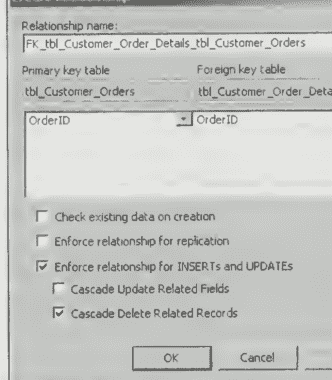 Relationship name:
FK_tbl_Customer_Order_Details_tbl_Customer_Orders
Primary key table Foreign key table
tbl_Customer_Orders tbl_Customer_Order_Deta
OrderID OrderID
Check existing data on creation
Enforce relationship for replication
Enforce relationship for INSERTs and UPDATEs
Cascade Update Related Fields
Cascade Delete Related Records
OK Cancel